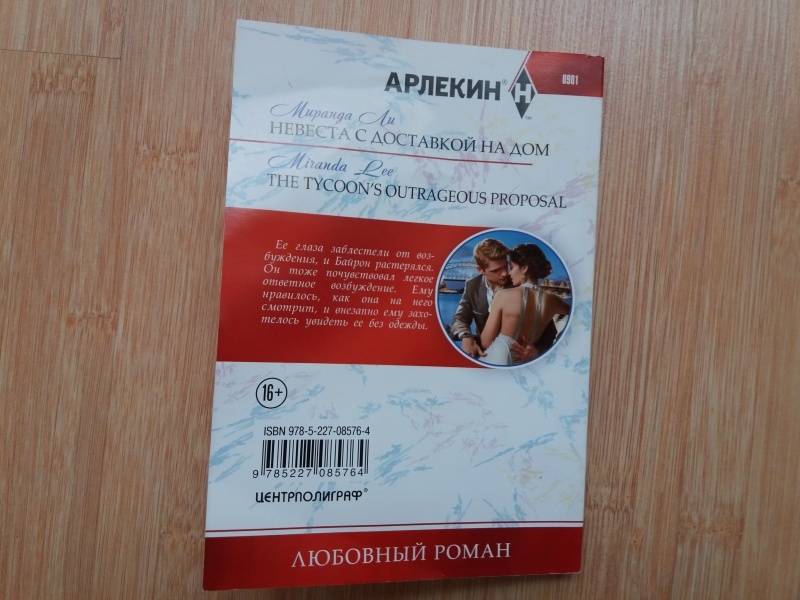 0901
АРЛЕКИН®
Миранда Ли
НЕВЕСТА С ДОСТАВКОЙ НА ДОМ
Miranda Lee
THE TYCOON'S OUTRAGEOUS PROPOSAL
Ее глаза заблестели от воз-
буждения, и Байрон растерялся.
Он тоже почувствовал легкое
ответное возбуждение. Ему
нравилось, как она на него
смотрит, и внезапно ему захо-
телось увидеть ее без одежды.
16+
ISBN 978-5-227-08576-4
9 785227 085764
ЦЕНТРПОЛИГРАФ®
ЛЮБОВНЫЙ РОМАН